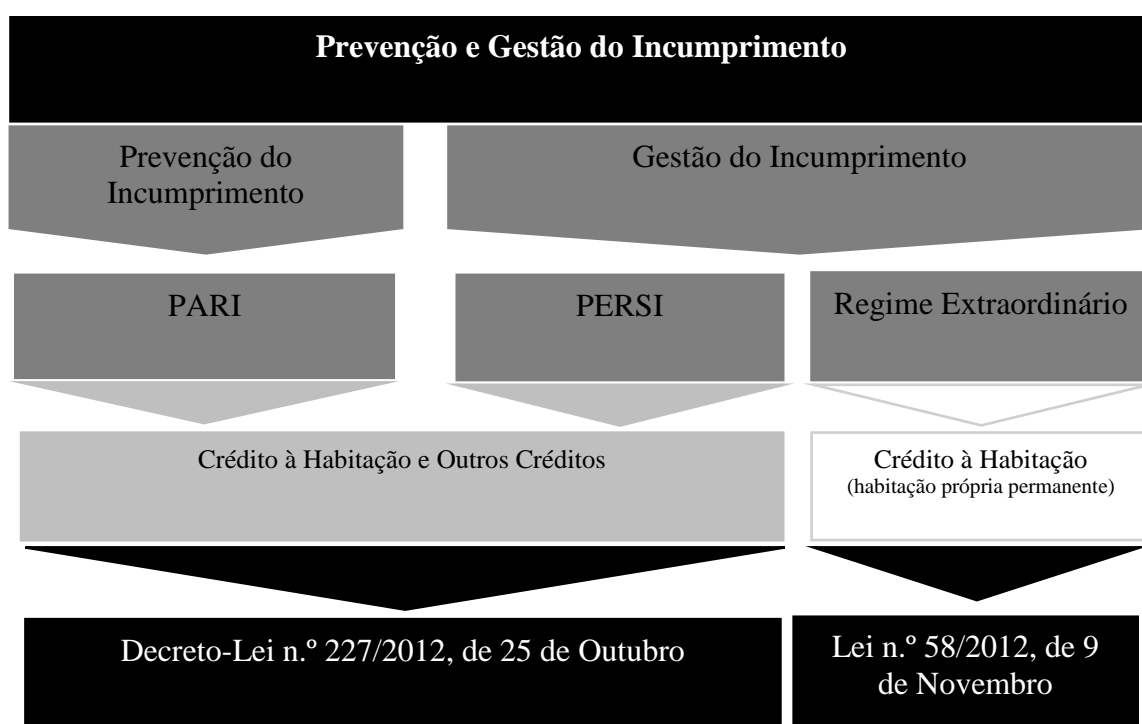 Prevenção e Gestão do Incumprimento
Prevenção do
Incumprimento
Gestão do Incumprimento
PARI
PERSI
Regime Extraordinário
Crédito à Habitação e Outros Créditos
Crédito à Habitação
(habitação própria permanente)
Decreto-Lei n.º 227/2012, de 25 de Outubro
Lei n.º 58/2012, de 9
de Novembro